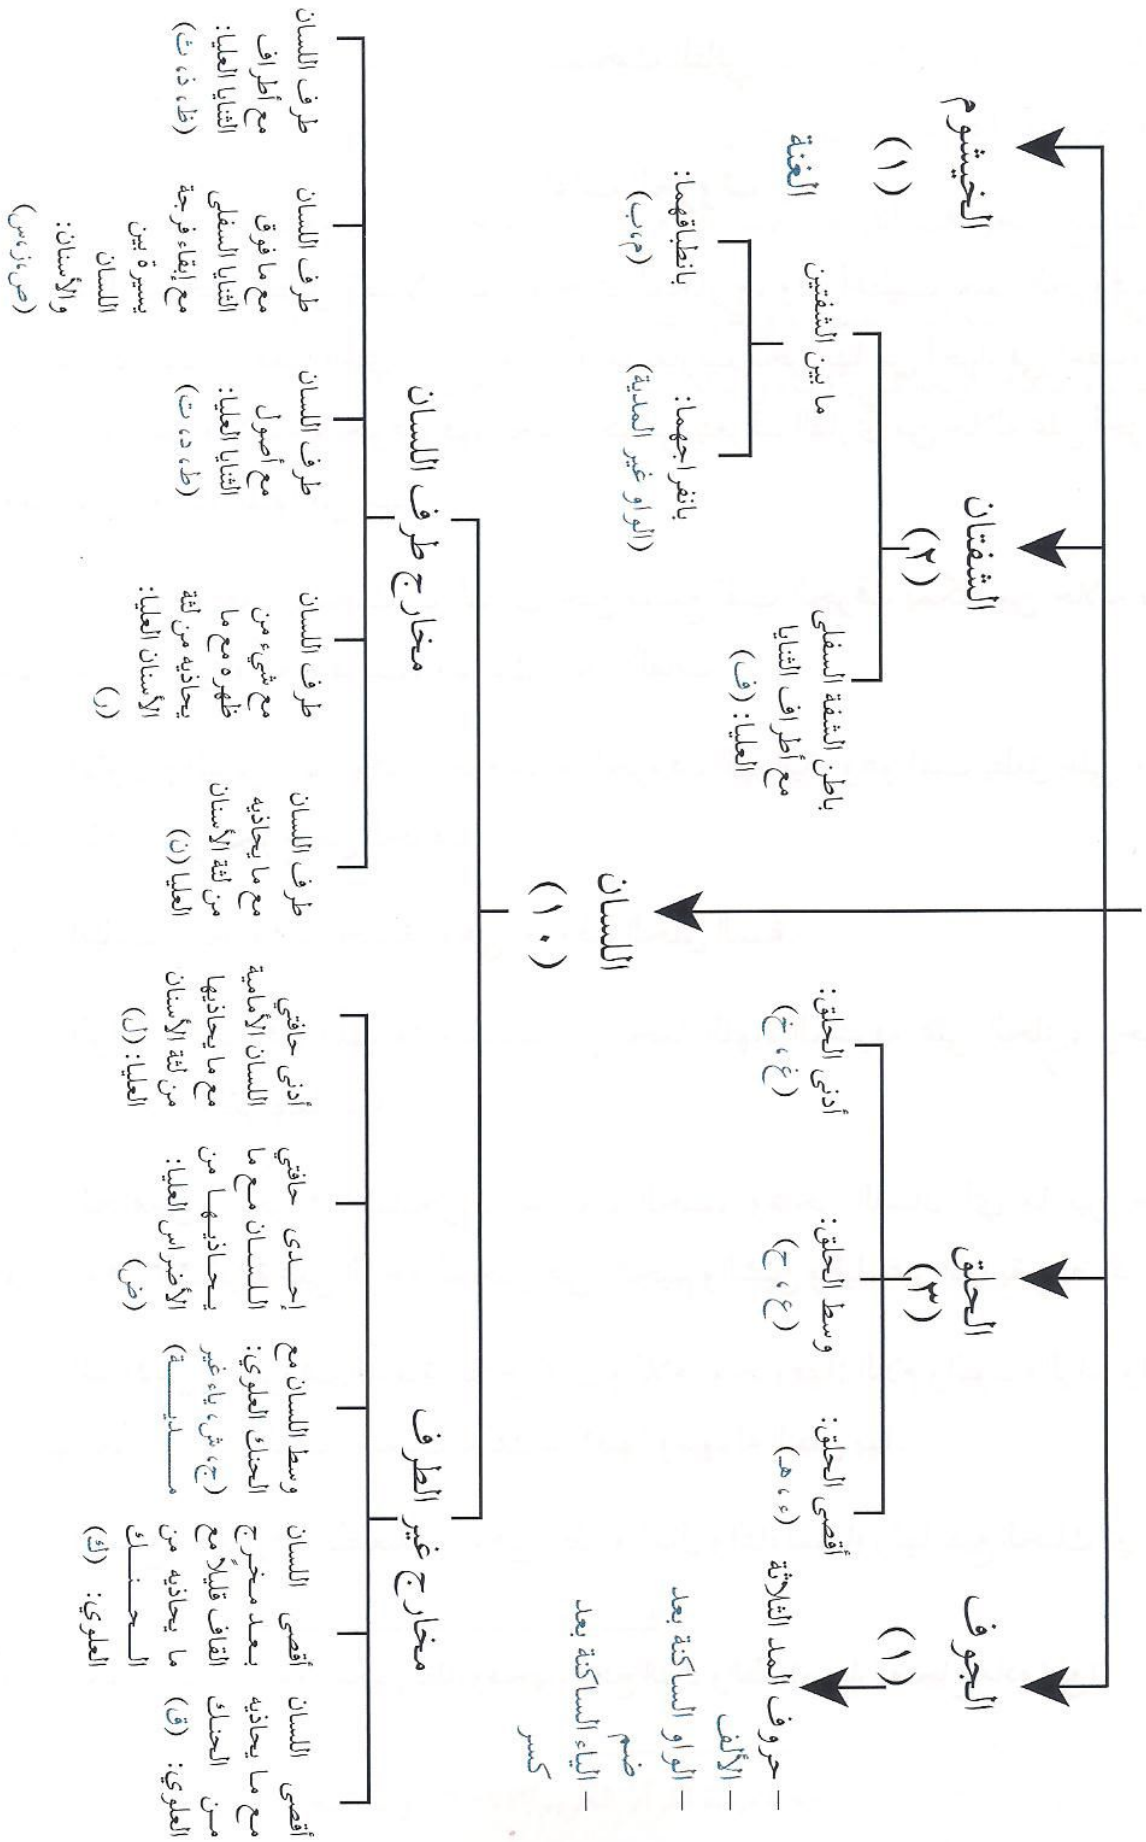 الجوف
(١)
– حروف المد الثلاثة
– الألف
– الواو الساكنة بعد
ضم
– الياء الساكنة بعد
كسر
الحلق
(٣)
أقصى الحلق:
(ء، هـ)
وسط الحلق:
(ع، ح)
أدنى الحلق:
(غ، خ)
اللسان
(١٠)
مخارج غير الطرف
أقصى اللسان
مع ما يحاذيه
من الحنك
العلوي: (ق)
أقصى اللسان
بعد مخرج
القاف قليلاً مع
ما يحاذيه من
الحنك
العلوي: (ك)
وسط اللسان مع
الحنك العلوي:
(ج، ش، ياء غير
مدية)
إحدى حافتي
اللسان مع ما
يحاذيها من
الأضراس العليا:
(ض)
أدنى حافتي
اللسان الأمامية
مع ما يحاذيها
من لثة الأسنان
العليا: (ل)
مخارج طرف اللسان
طرف اللسان
مع ما يحاذيه
من لثة الأسنان
العليا (ن)
طرف اللسان
مع شيء من
ظهره مع ما
يحاذيه من لثة
الأسنان العليا:
(ر)
طرف اللسان
مع أصول
الثنايا العليا:
(ط، د، ت)
طرف اللسان
مع ما فوق
الثنايا السفلى
مع إبقاء فرجة
يسيرة بين
اللسان
والأسنان:
(ص،ز،س)
طرف اللسان
مع أطراف
الثنايا العليا:
(ظ، ذ، ث)
الشفتان
(٢)
باطن الشفة السفلى
مع أطراف الثنايا
العليا: (ف)
ما بين الشفتين
بانفراجهما:
(الواو غير المدية)
بانطباقهما:
(م،ب)
الخيشوم
(١)
الغنة